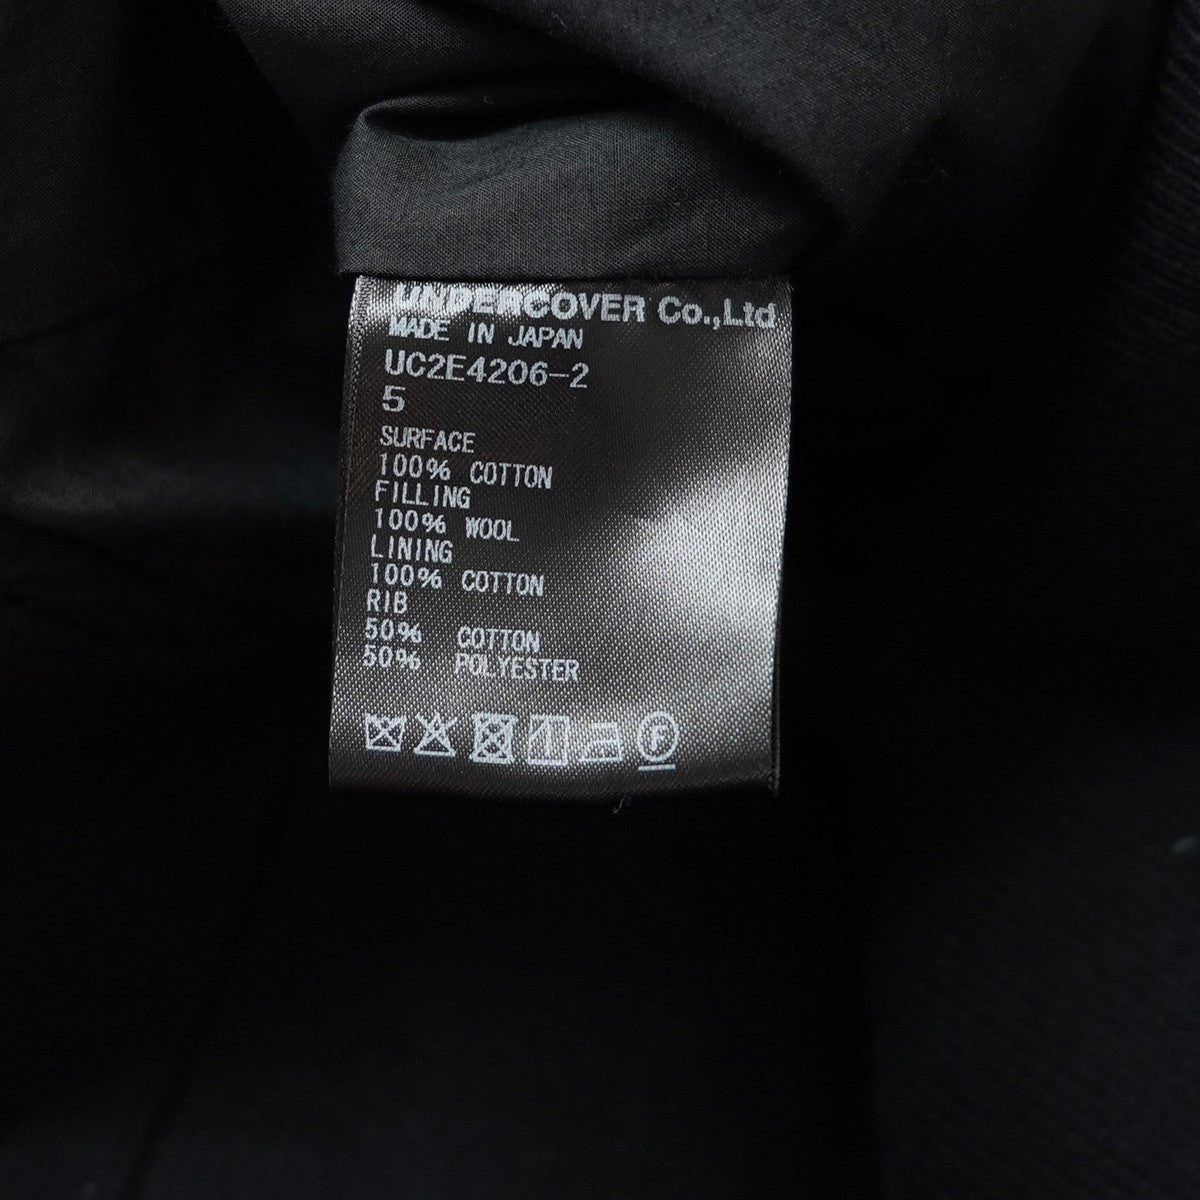 UNDERCOVER Co.,Ltd
MADE IN JAPAN
UC2E4206-2
5
SURFACE
100% COTTON
FILLING
100% WOOL
LINING
100% COTTON
RIB
50% COTTON
50% POLYESTER
F